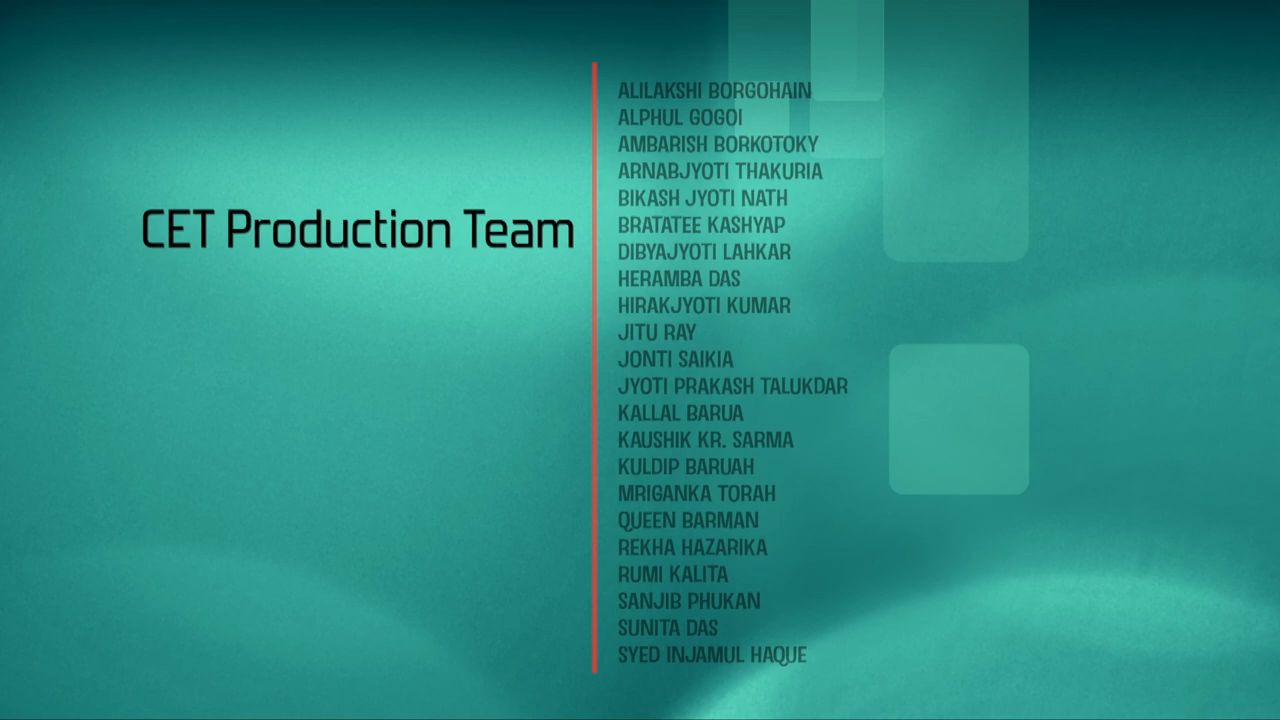 CET Production Team
ALILAKSHI BORGOHAIN
ALPHUL GOGOI
AMBARISH BORKOTOKY
ARNABJYOTI THAKURIA
BIKASH JYOTI NATH
BRATATEE KASHYAP
DIBYAJYOTI LAHKAR
HERAMBA DAS
HIRAKJYOTI KUMAR
JITU RAY
JONTI SAIKIA
JYOTI PRAKASH TALUKDAR
KALLAL BARUA
KAUSHIK KR. SARMA
KULDIP BARUAH
MRIGANKA TORAH
QUEEN BARMAN
REKHA HAZARIKA
RUMI KALITA
SANJIB PHUKAN
SUNITA DAS
SYED INJAMUL HAQUE